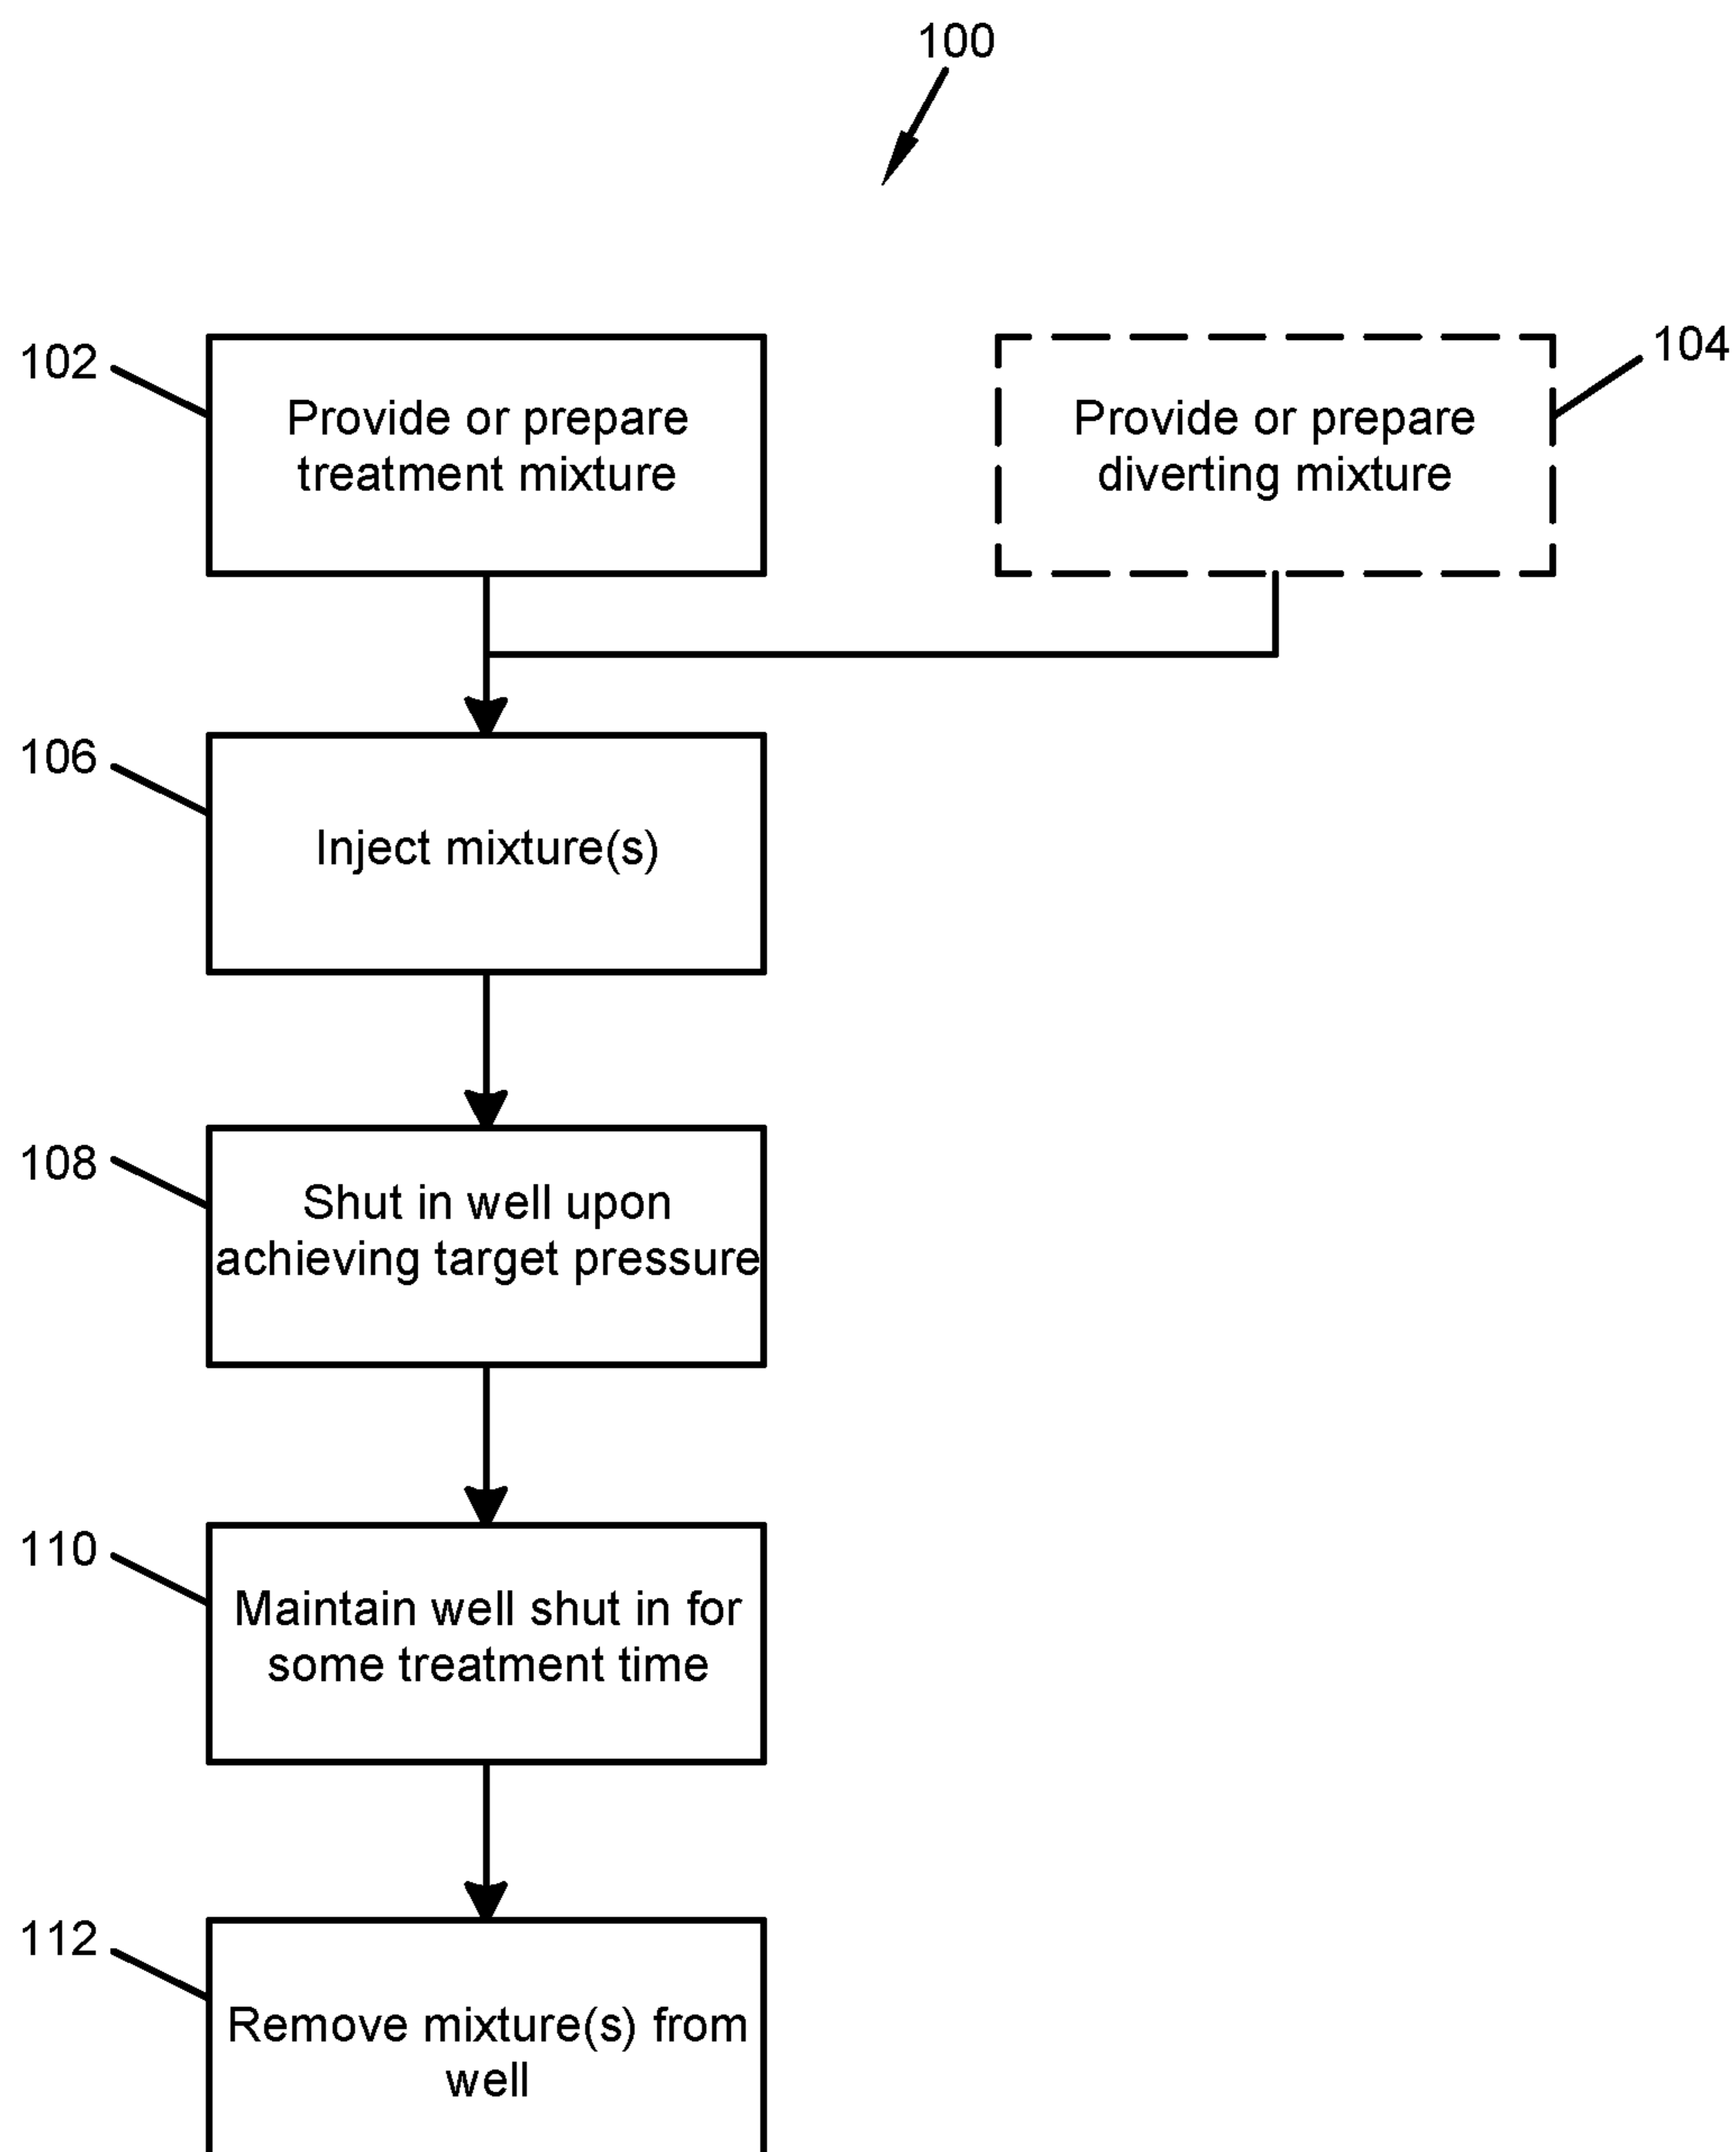 100
102
Provide or prepare
treatment mixture
Provide or prepare
diverting mixture
104
106
Inject mixture(s)
108
Shut in well upon
achieving target pressure
110
Maintain well shut in for
some treatment time
112
Remove mixture(s) from
well